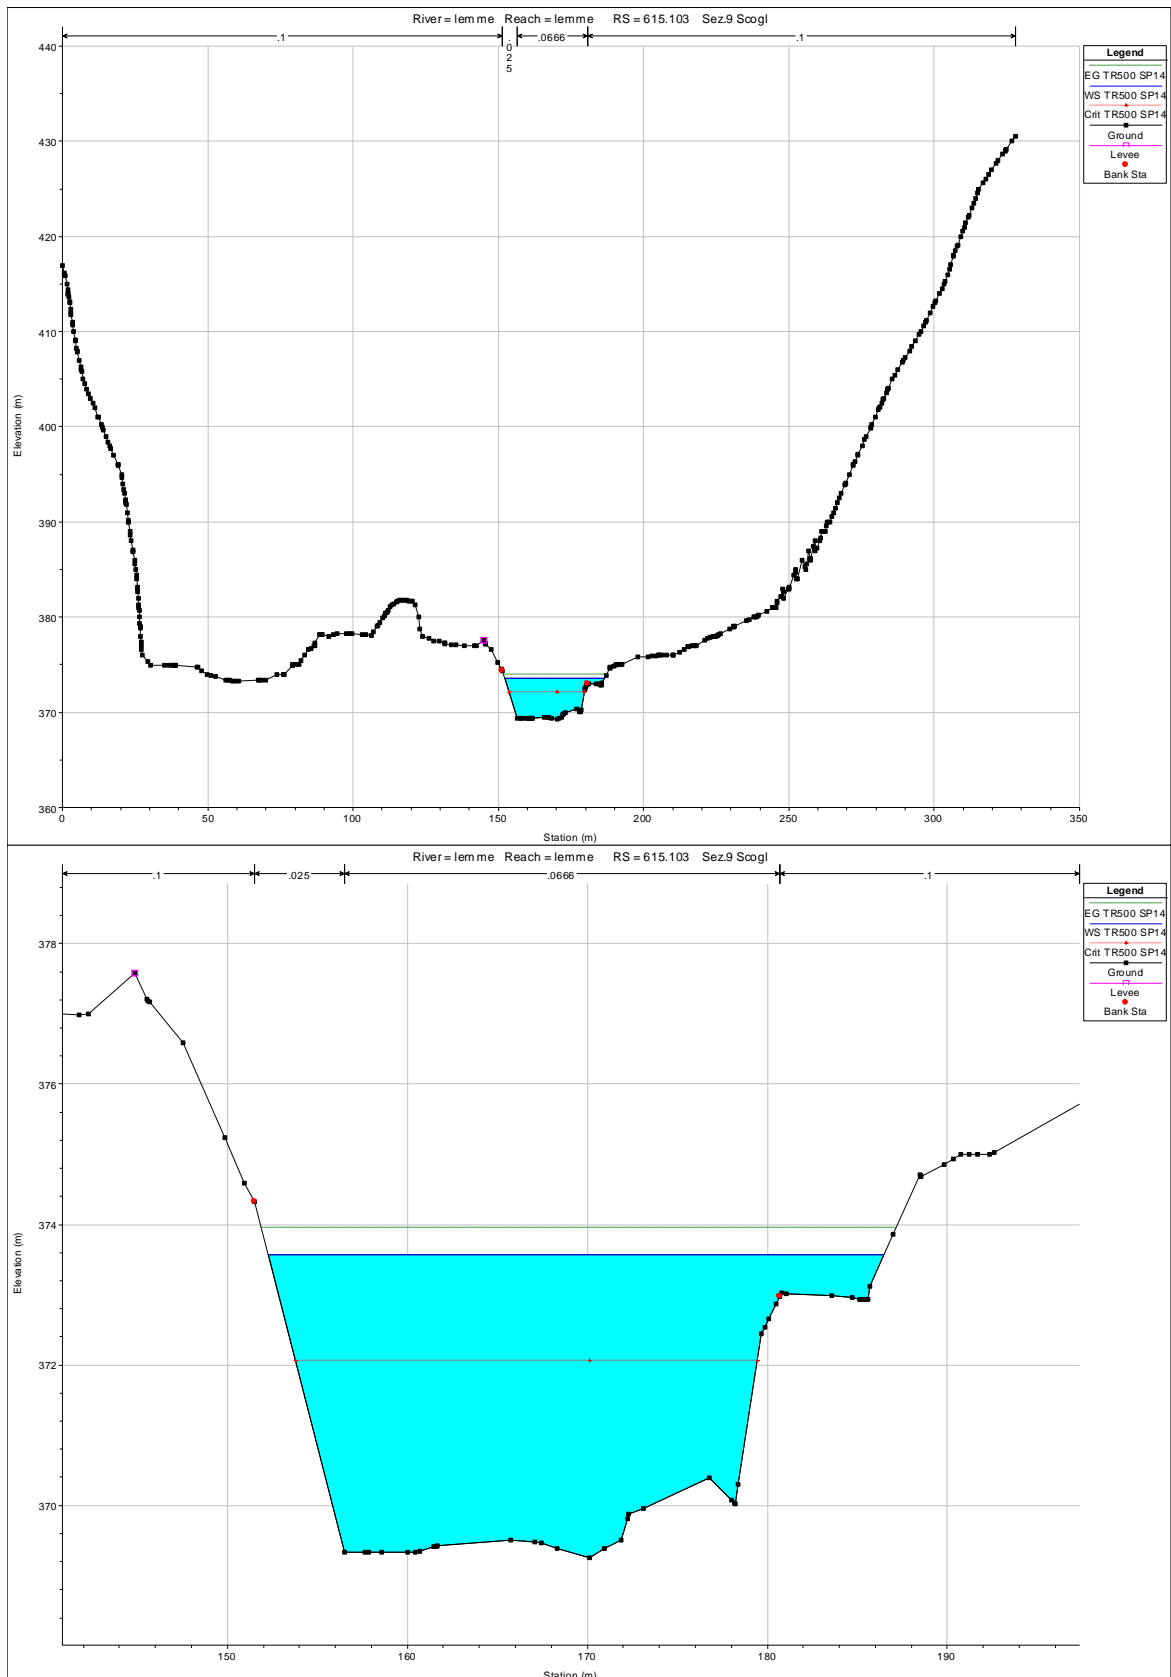 River = lemme Reach = lemme RS = 615.103 Sez.9 Scogl
.1
.025
.0666
.1
440
430
420
410
400
390
380
370
360
Elevation (m)
0
50
100
150
200
250
300
350
Station (m)
Legend
EG TR500 SP14
WS TR500 SP14
Crit TR500 SP14
Ground
Levee
Bank Sta
River = lemme Reach = lemme RS = 615.103 Sez.9 Scogl
.1
.025
.0666
.1
378
376
374
372
370
Elevation (m)
150
160
170
180
190
Station (m)
Legend
EG TR500 SP14
WS TR500 SP14
Crit TR500 SP14
Ground
Levee
Bank Sta